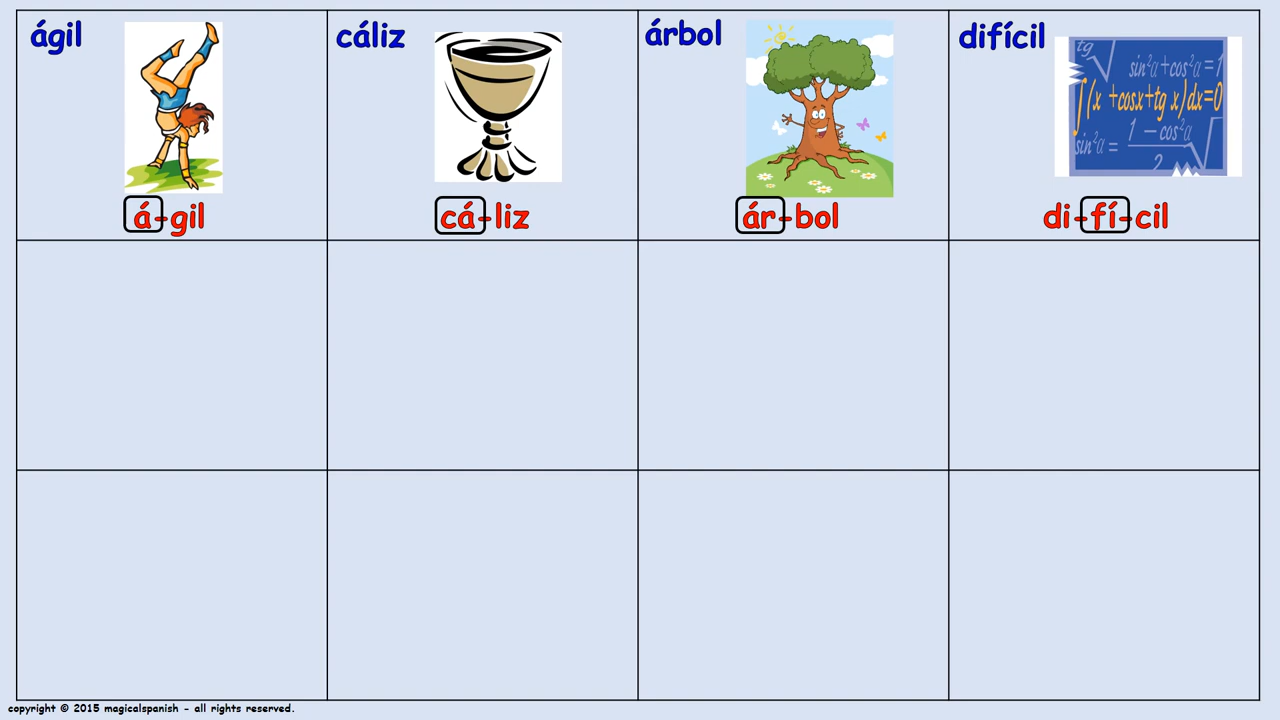 ágil
cáliz
árbol
difícil
tg
sin²α+cos²α=1
∫(x +cosx+tg x)dx=0
sin²α = 1 - cos²α
2
á-gil
cá-liz
ár-bol
di-fí-cil
copyright © 2015 magicalspanish - all rights reserved.